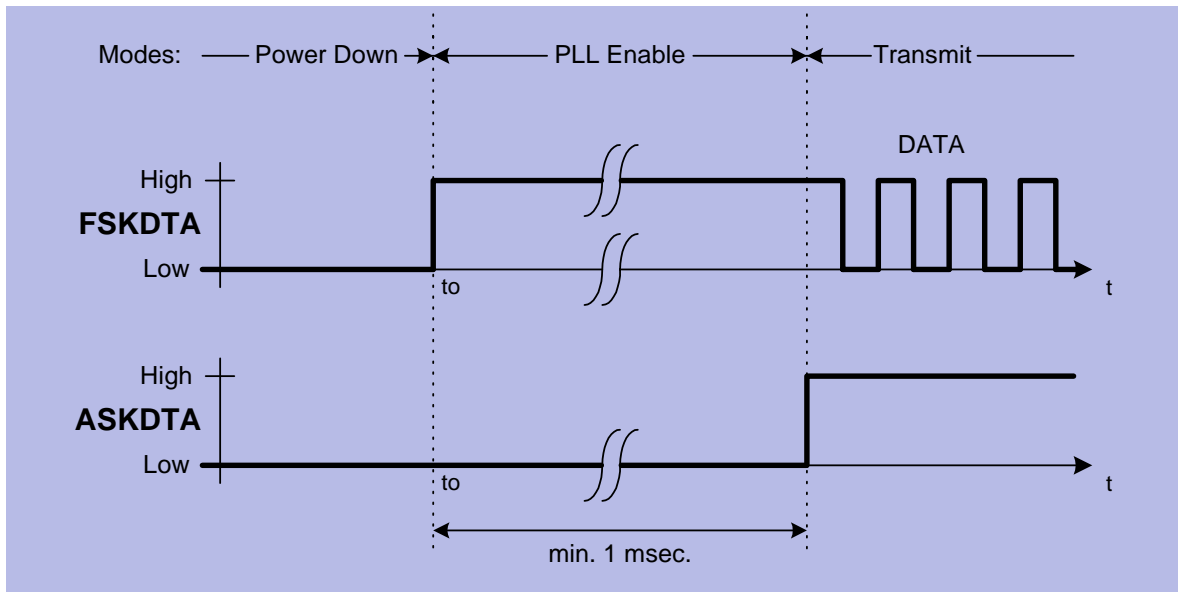 Modes: Power Down PLL Enable Transmit
DATA
High
FSKDTA
Low
to
t
High
ASKDTA
Low
to
t
min. 1 msec.